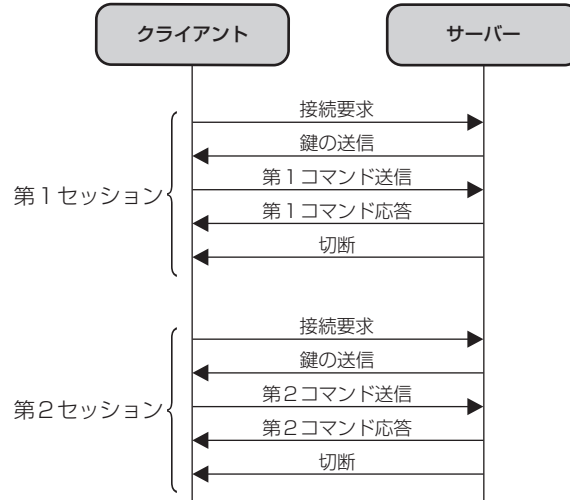 クライアント
サーバー
第1セッション
接続要求
鍵の送信
第1コマンド送信
第1コマンド応答
切断
第2セッション
接続要求
鍵の送信
第2コマンド送信
第2コマンド応答
切断